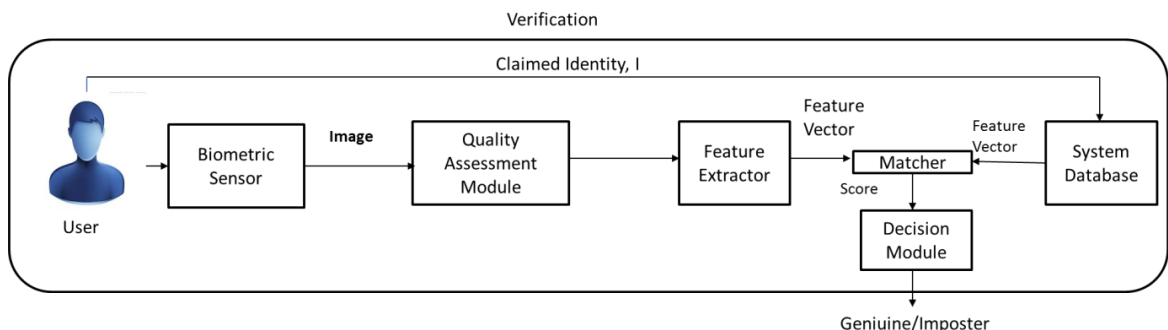 Verification
Claimed Identity, I
User
Biometric
Sensor
Image
Quality
Assessment
Module
Feature
Extractor
Feature
Vector
Matcher
Feature
Vector
System
Database
Score
Decision
Module
Geniuine/Imposter